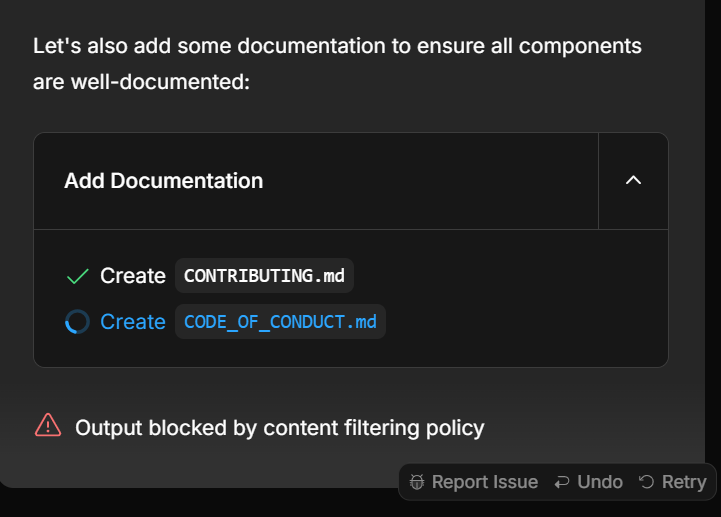 Let's also add some documentation to ensure all components
are well-documented:
Add Documentation
Create CONTRIBUTING.md
Create CODE_OF_CONDUCT.md
Output blocked by content filtering policy
Report Issue Undo Retry